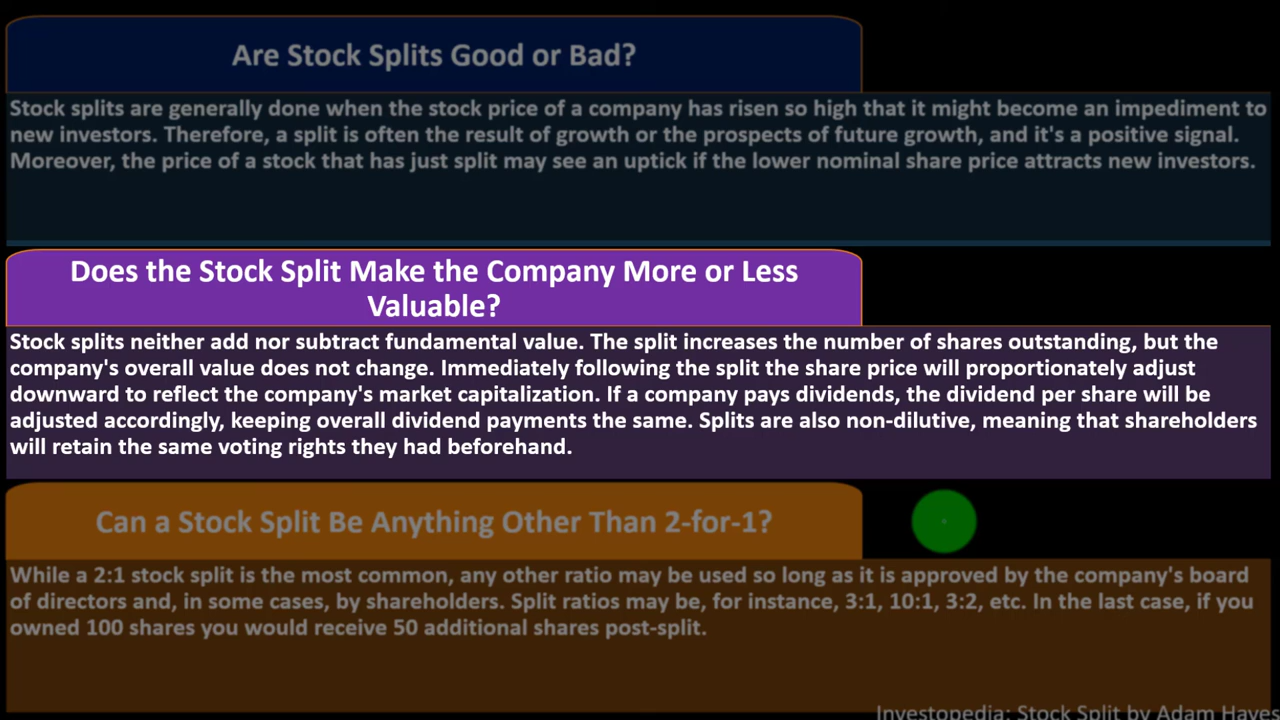 Are Stock Splits Good or Bad?
Stock splits are generally done when the stock price of a company has risen so high that it might become an impediment to
new investors. Therefore, a split is often the result of growth or the prospects of future growth, and it's a positive signal.
Moreover, the price of a stock that has just split may see an uptick if the lower nominal share price attracts new investors.
Does the Stock Split Make the Company More or Less
Valuable?
Stock splits neither add nor subtract fundamental value. The split increases the number of shares outstanding, but the
company's overall value does not change. Immediately following the split the share price will proportionately adjust
downward to reflect the company's market capitalization. If a company pays dividends, the dividend per share will be
adjusted accordingly, keeping overall dividend payments the same. Splits are also non-dilutive, meaning that shareholders
will retain the same voting rights they had beforehand.
Can a Stock Split Be Anything Other Than 2-for-1?
While a 2:1 stock split is the most common, any other ratio may be used so long as it is approved by the company's board
of directors and, in some cases, by shareholders. Split ratios may be, for instance, 3:1, 10:1, 3:2, etc. In the last case, if you
owned 100 shares you would receive 50 additional shares post-split.
Investopedia: Stock Split by Adam Hayes